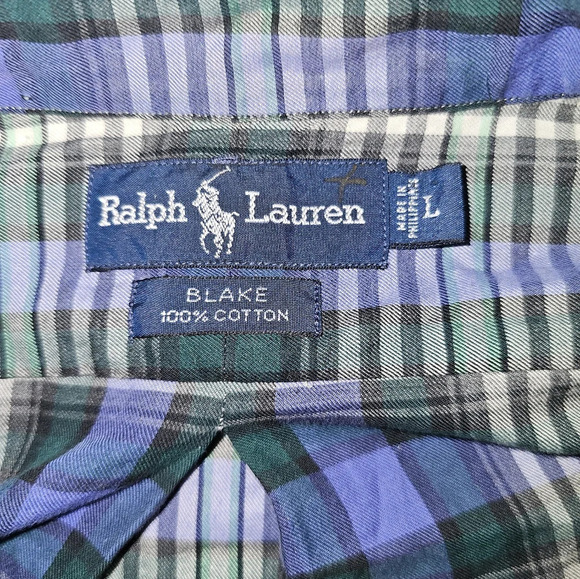 Ralph Lauren
MADE IN
PHILIPPINES
L
BLAKE
100% COTTON